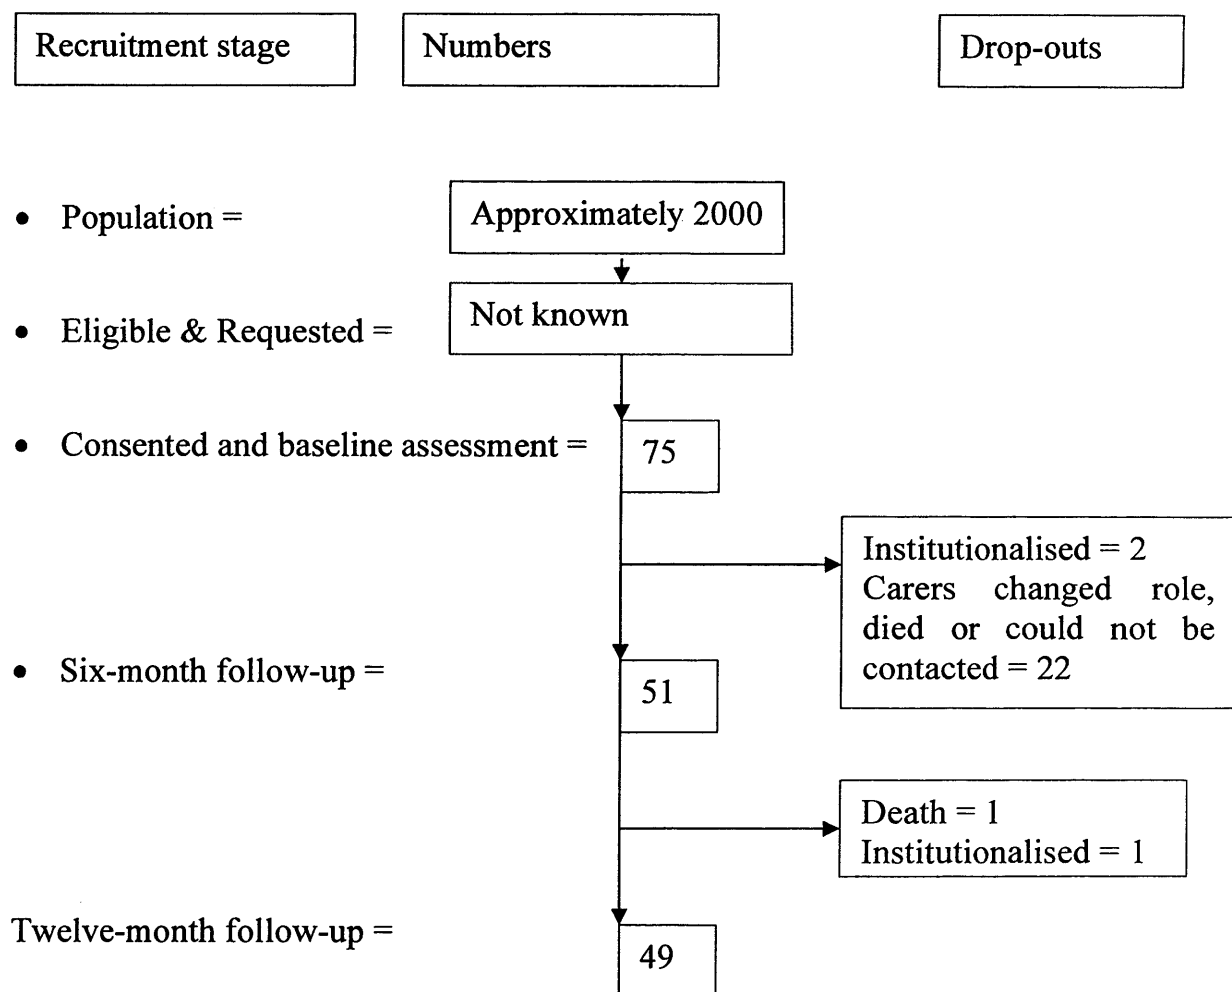 Recruitment stage
Numbers
Drop-outs
• Population =
Approximately 2000
• Eligible & Requested =
Not known
• Consented and baseline assessment =
75
Institutionalised = 2
Carers changed role,
died or could not be
contacted = 22
• Six-month follow-up =
51
Death = 1
Institutionalised = 1
Twelve-month follow-up =
49